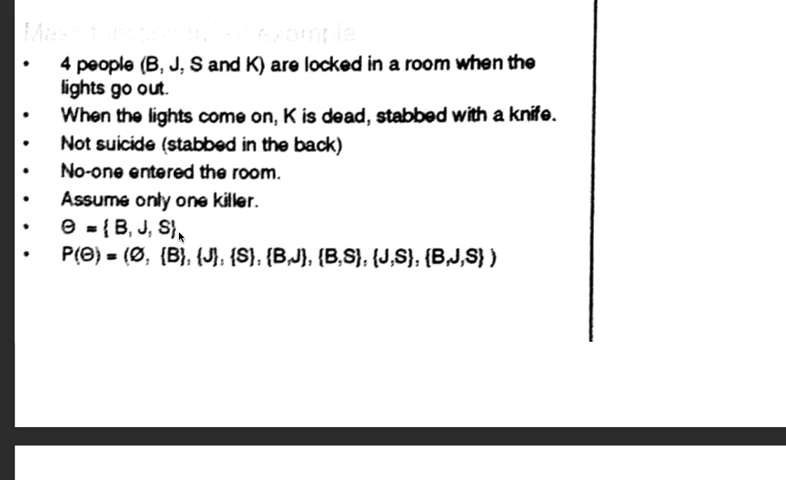 • 4 people (B, J, S and K) are locked in a room when the
lights go out.
• When the lights come on, K is dead, stabbed with a knife.
• Not suicide (stabbed in the back)
• No-one entered the room.
• Assume only one killer.
• Θ = { B, J, S}
• P(Θ) = (Ø, {B}, {J}, {S}, {B,J}, {B,S}, {J,S}, {B,J,S} )